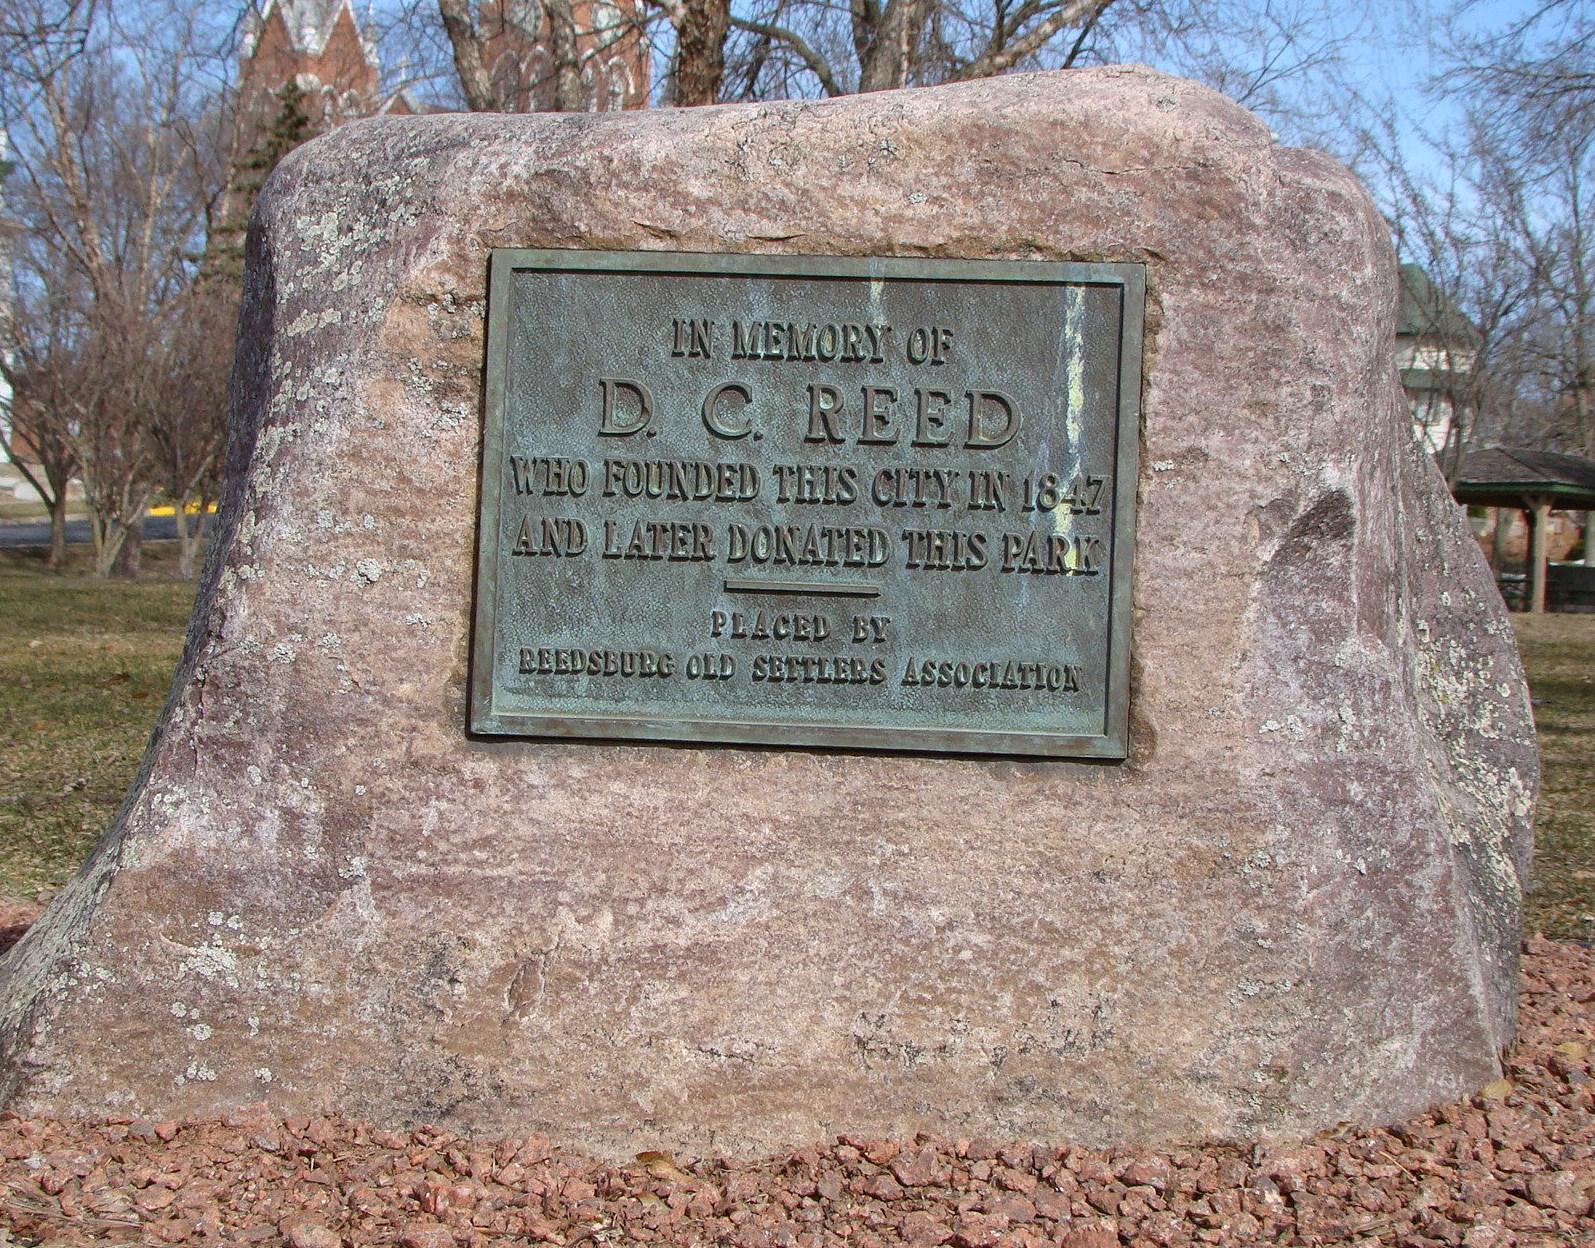 IN MEMORY OF
D. C. REED
WHO FOUNDED THIS CITY IN 1847
AND LATER DONATED THIS PARK
PLACED BY
REEDSBURG OLD SETTLERS ASSOCIATION